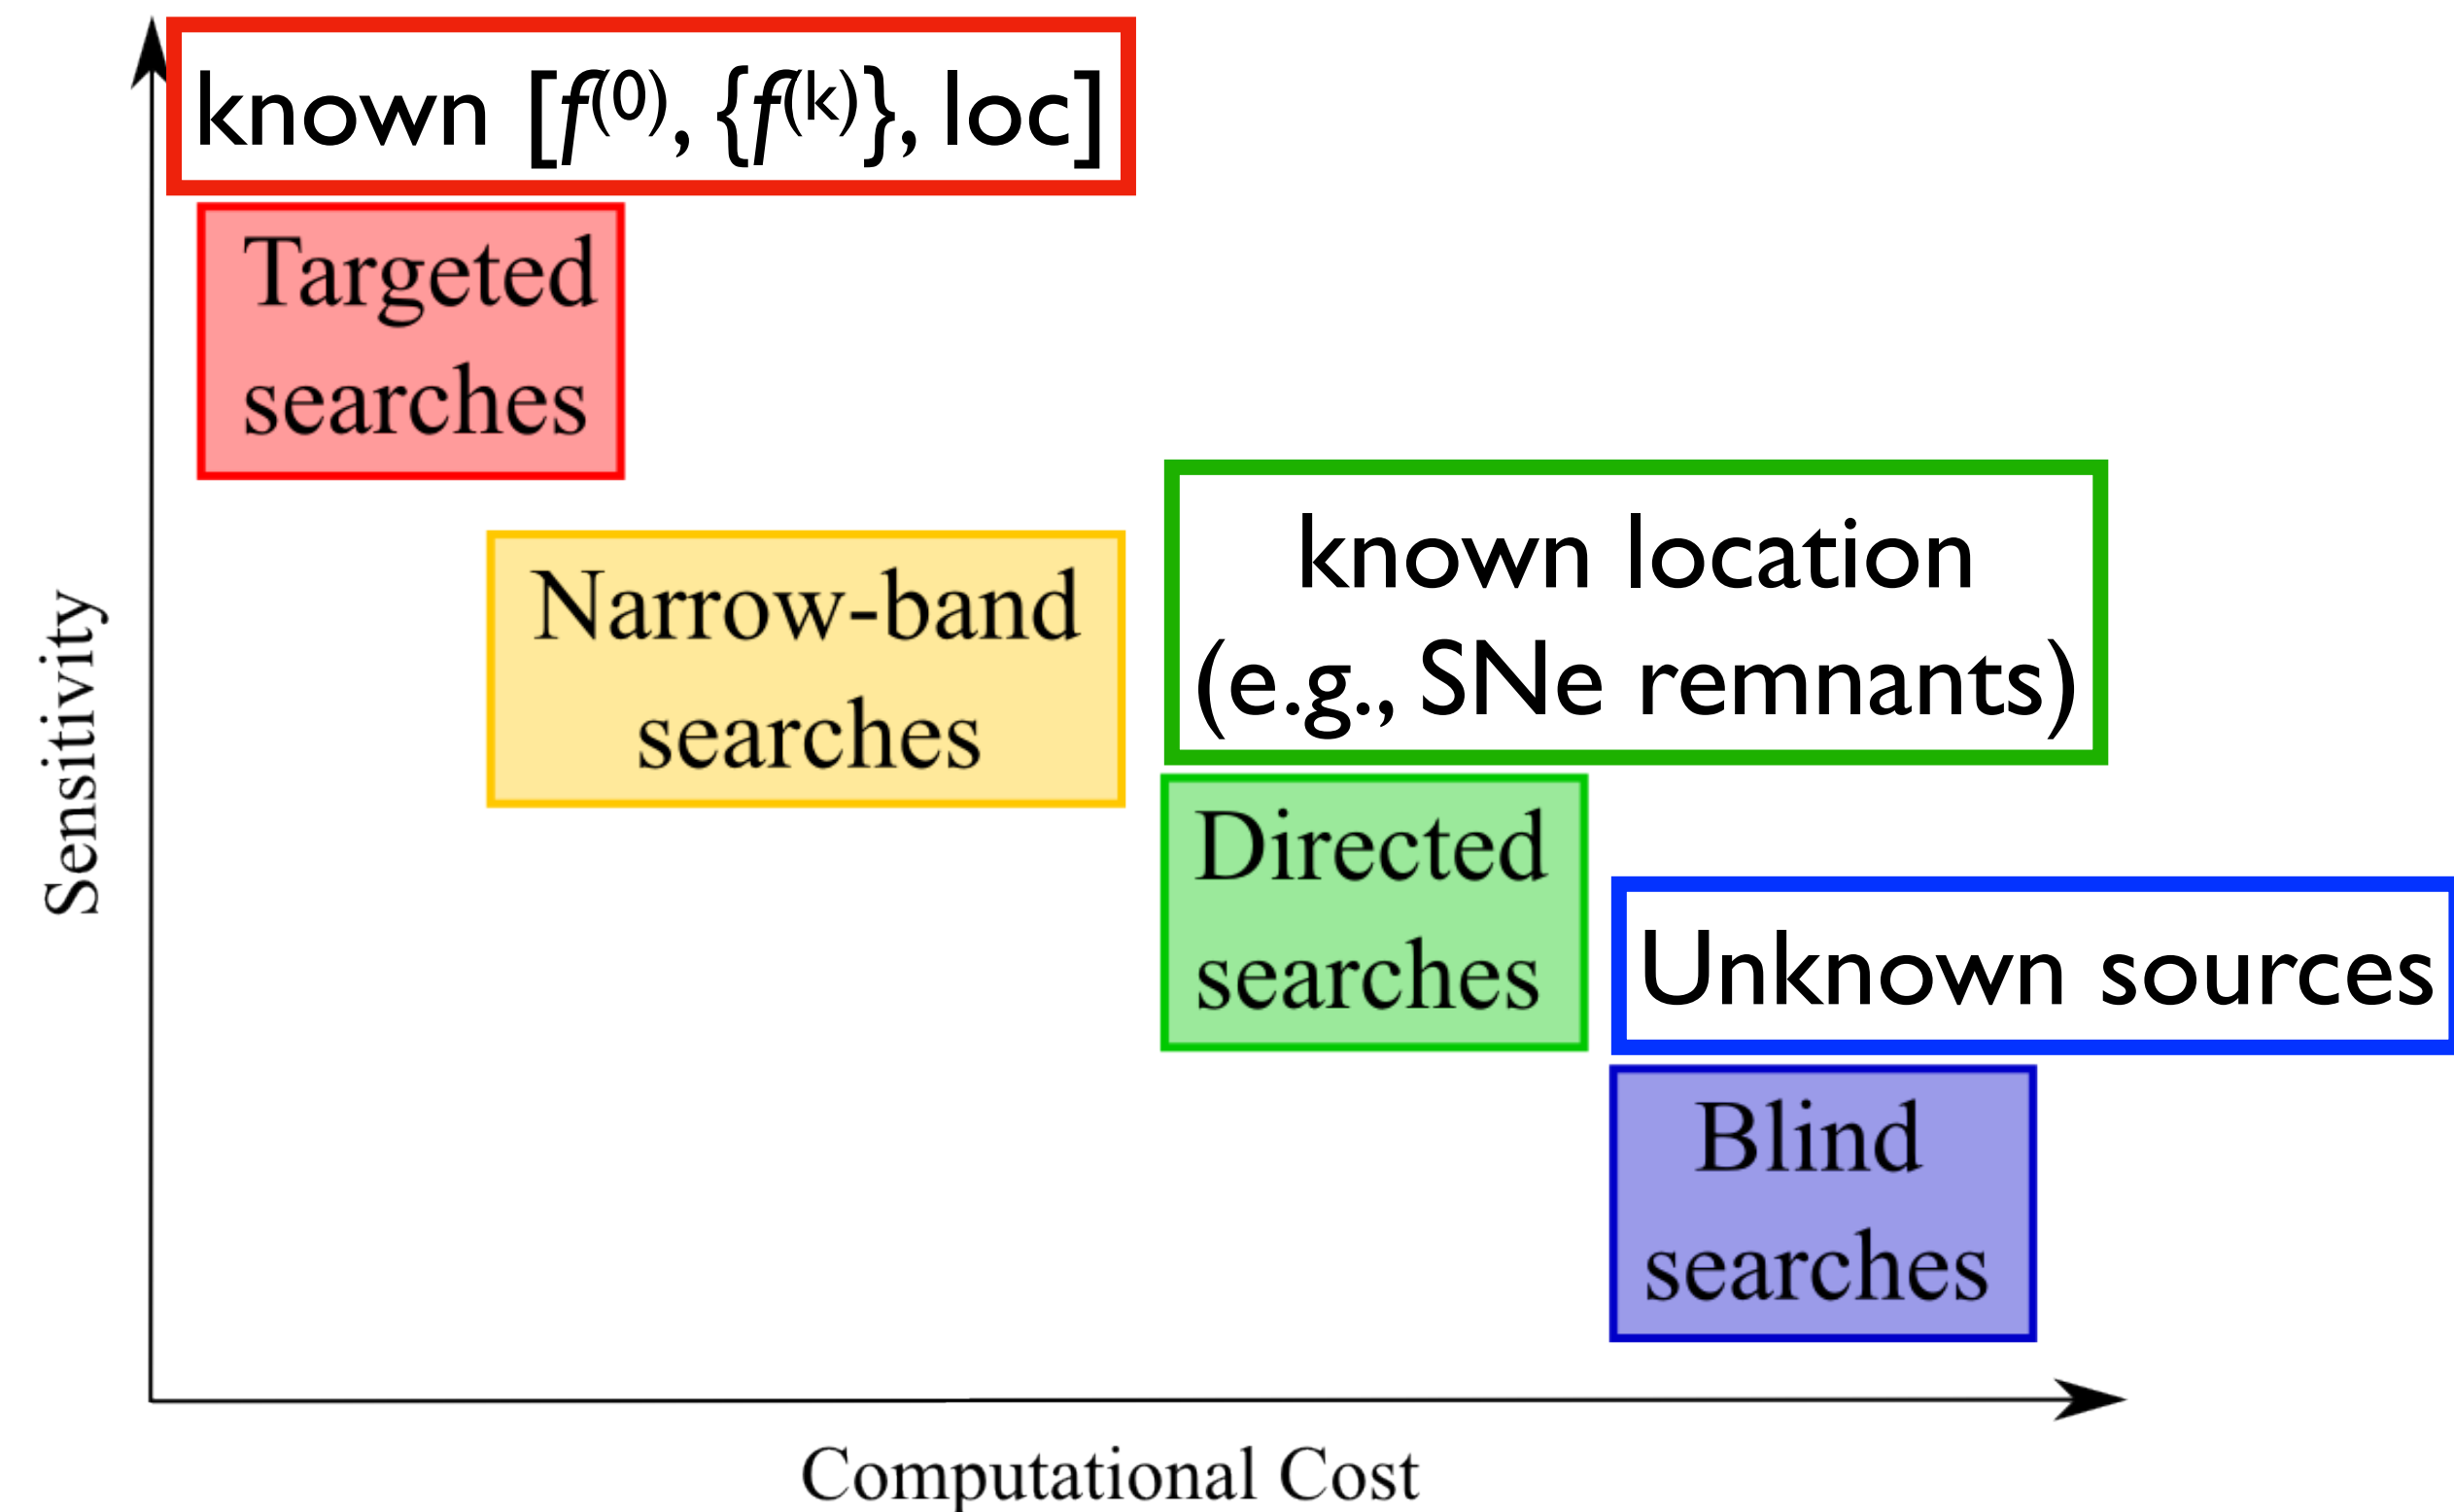 known [f(0), {f(k)}, loc]
Targeted
searches
Narrow-band
searches
known location
(e.g., SNe remnants)
Directed
searches
Unknown sources
Blind
searches
Sensitivity
Computational Cost